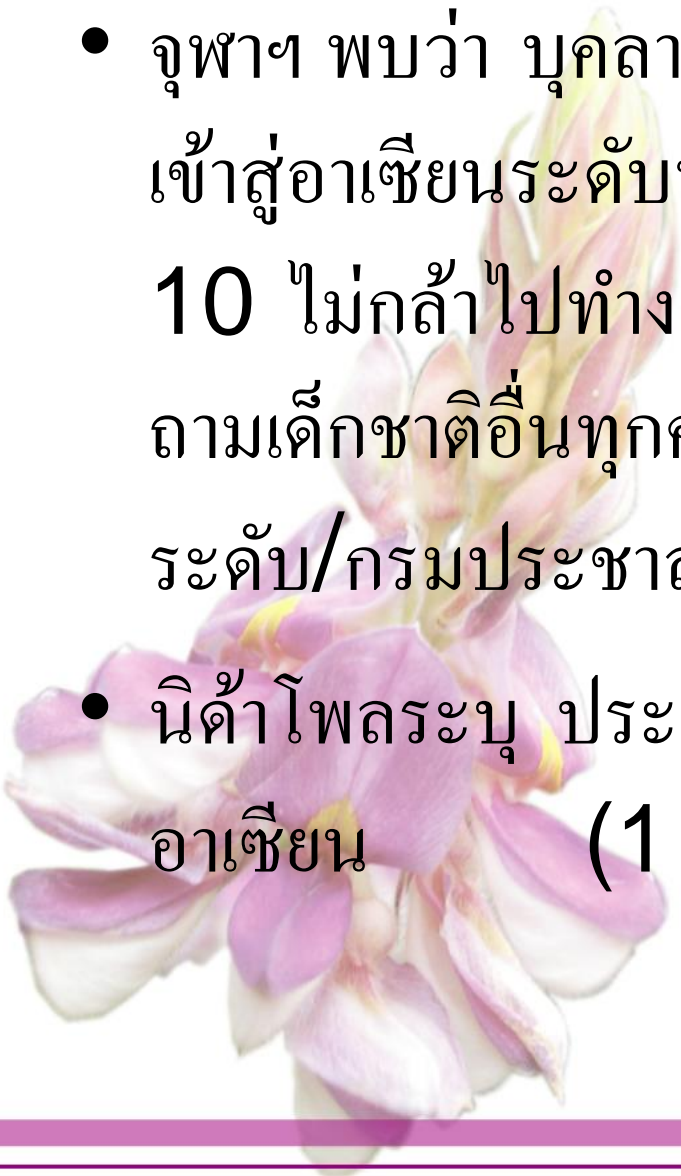 • จุฬาฯ พบว่า บุคลา
เข้าสู่อาเซียนระดับ
10 ไม่กล้าไปทำง
ถามเด็กชาติอื่นทุก
ระดับ/กรมประชา
• นิด้าโพลระบุ ประ
อาเซียน (1